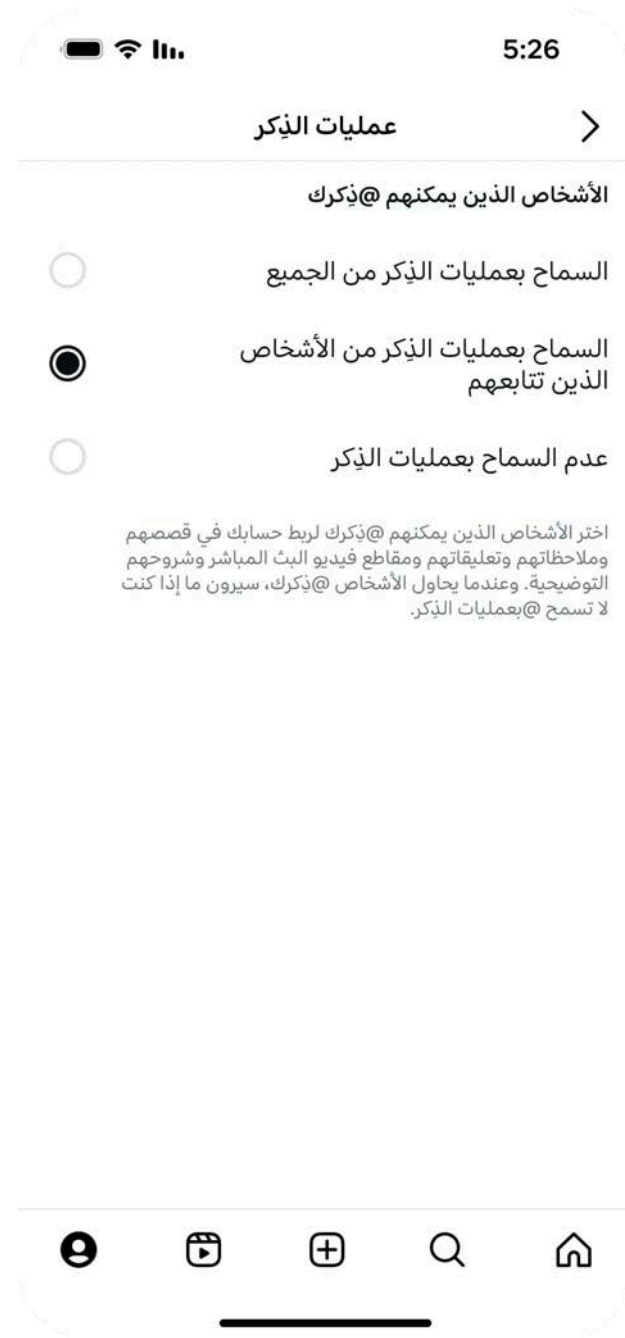 5:26
عمليات الذِكر
الأشخاص الذين يمكنهم @ذِكرك
السماح بعمليات الذِكر من الجميع
السماح بعمليات الذِكر من الأشخاص
الذين تتابعهم
عدم السماح بعمليات الذِكر
اختر الأشخاص الذين يمكنهم @ذِكرك لربط حسابك في قصصهم
وملاحظاتهم وتعليقاتهم ومقاطع فيديو البث المباشر وشروحهم
التوضيحية. وعندما يحاول الأشخاص @ذِكرك، سيرون ما إذا كنت
لا تسمح @بعمليات الذِكر.